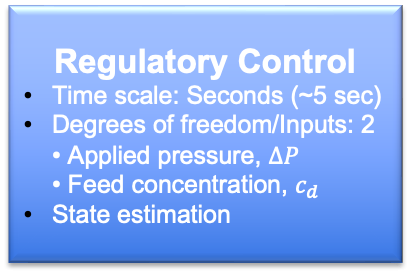 Regulatory Control
• Time scale: Seconds (~5 sec)
• Degrees of freedom/Inputs: 2
• Applied pressure, Δ𝑃
• Feed concentration, 𝑐_𝑑
• State estimation